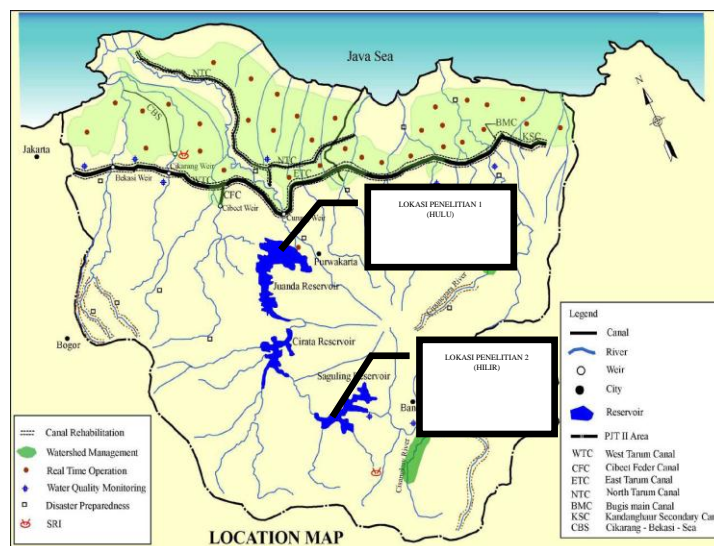 Java Sea
N
NTC
CBS
BMC
KSC
Jakarta
Cikarang Weir
NTC
ETC
WTC
Bekasi Weir
CFC
Cibeet Weir
Weir
LOKASI PENELITIAN 1
(HULU)
Purwakarta
Juanda Reservoir
Bogor
Cirata Reservoir
LOKASI PENELITIAN 2
(HILIR)
Saguling Reservoir
Ban
Legend
Canal
River
Weir
City
Reservoir
PJT II Area
WTC West Tarum Canal
CFC Cibeet Feder Canal
ETC East Tarum Canal
NTC North Tarum Canal
BMC Bugis main Canal
KSC Kandanghaur Secondary Can
CBS Cikarang - Bekasi - Sea
Canal Rehabilitation
Watershed Management
Real Time Operation
Water Quality Monitoring
Disaster Preparedness
SRI
LOCATION MAP